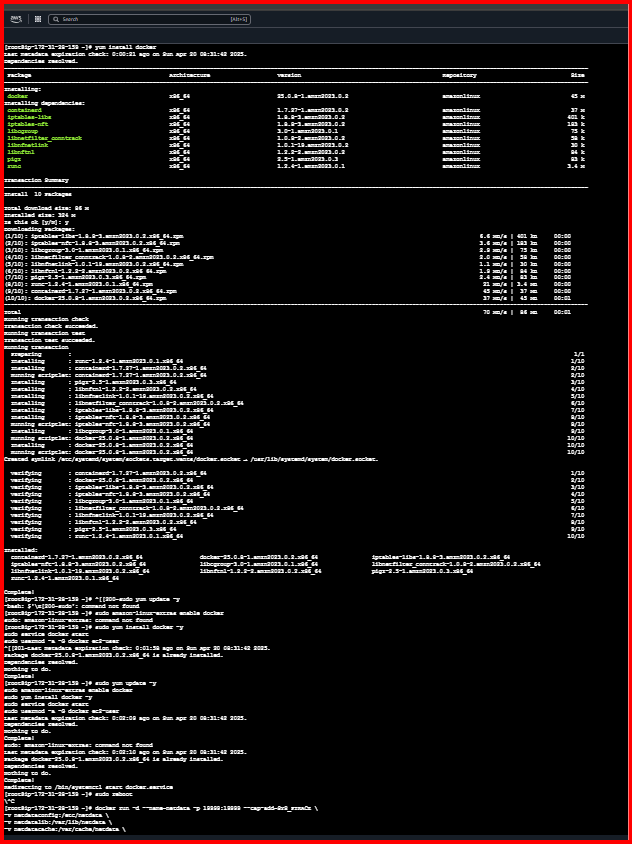 aws
Search [Alt+S]
[root@ip-172-31-28-159 ~]# yum install docker
Last metadata expiration check: 0:00:21 ago on Sun Apr 20 08:31:42 2025.
Dependencies resolved.
Package Architecture Version Repository Size
Installing:
docker x86_64 25.0.8-1.amzn2023.0.2 amazonlinux 45 M
Installing dependencies:
containerd x86_64 1.7.27-1.amzn2023.0.2 amazonlinux 37 M
iptables-libs x86_64 1.8.8-3.amzn2023.0.2 amazonlinux 401 k
iptables-nft x86_64 1.8.8-3.amzn2023.0.2 amazonlinux 183 k
libcgroup x86_64 3.0-1.amzn2023.0.1 amazonlinux 75 k
libnetfilter_conntrack x86_64 1.0.8-2.amzn2023.0.2 amazonlinux 58 k
libnfnetlink x86_64 1.0.1-19.amzn2023.0.2 amazonlinux 30 k
libnftnl x86_64 1.2.2-2.amzn2023.0.2 amazonlinux 84 k
pigz x86_64 2.5-1.amzn2023.0.3 amazonlinux 83 k
runc x86_64 1.2.4-1.amzn2023.0.1 amazonlinux 3.4 M
Transaction Summary
Install 10 Packages
Total download size: 86 M
Installed size: 324 M
Is this ok [y/N]: y
Downloading Packages:
(1/10): iptables-libs-1.8.8-3.amzn2023.0.2.x86_64.rpm 6.6 MB/s | 401 kB 00:00
(2/10): iptables-nft-1.8.8-3.amzn2023.0.2.x86_64.rpm 3.6 MB/s | 183 kB 00:00
(3/10): libcgroup-3.0-1.amzn2023.0.1.x86_64.rpm 2.2 MB/s | 75 kB 00:00
(4/10): libnetfilter_conntrack-1.0.8-2.amzn2023.0.2.x86_64.rpm 2.0 MB/s | 58 kB 00:00
(5/10): libnfnetlink-1.0.1-19.amzn2023.0.2.x86_64.rpm 1.1 MB/s | 30 kB 00:00
(6/10): libnftnl-1.2.2-2.amzn2023.0.2.x86_64.rpm 1.9 MB/s | 84 kB 00:00
(7/10): pigz-2.5-1.amzn2023.0.3.x86_64.rpm 2.4 MB/s | 83 kB 00:00
(8/10): runc-1.2.4-1.amzn2023.0.1.x86_64.rpm 21 MB/s | 3.4 MB 00:00
(9/10): containerd-1.7.27-1.amzn2023.0.2.x86_64.rpm 45 MB/s | 37 MB 00:00
(10/10): docker-25.0.8-1.amzn2023.0.2.x86_64.rpm 37 MB/s | 45 MB 00:01
Total 70 MB/s | 86 MB 00:01
Running transaction check
Transaction check succeeded.
Running transaction test
Transaction test succeeded.
Running transaction
Preparing : 1/1
Installing : runc-1.2.4-1.amzn2023.0.1.x86_64 1/10
Installing : containerd-1.7.27-1.amzn2023.0.2.x86_64 2/10
Running scriptlet: containerd-1.7.27-1.amzn2023.0.2.x86_64 2/10
Installing : pigz-2.5-1.amzn2023.0.3.x86_64 3/10
Installing : libnftnl-1.2.2-2.amzn2023.0.2.x86_64 4/10
Installing : libnfnetlink-1.0.1-19.amzn2023.0.2.x86_64 5/10
Installing : libnetfilter_conntrack-1.0.8-2.amzn2023.0.2.x86_64 6/10
Installing : iptables-libs-1.8.8-3.amzn2023.0.2.x86_64 7/10
Installing : iptables-nft-1.8.8-3.amzn2023.0.2.x86_64 8/10
Running scriptlet: iptables-nft-1.8.8-3.amzn2023.0.2.x86_64 8/10
Installing : libcgroup-3.0-1.amzn2023.0.1.x86_64 9/10
Running scriptlet: docker-25.0.8-1.amzn2023.0.2.x86_64 10/10
Installing : docker-25.0.8-1.amzn2023.0.2.x86_64 10/10
Running scriptlet: docker-25.0.8-1.amzn2023.0.2.x86_64 10/10
Created symlink /etc/systemd/system/sockets.target.wants/docker.socket → /usr/lib/systemd/system/docker.socket.
Verifying : containerd-1.7.27-1.amzn2023.0.2.x86_64 1/10
Verifying : docker-25.0.8-1.amzn2023.0.2.x86_64 2/10
Verifying : iptables-libs-1.8.8-3.amzn2023.0.2.x86_64 3/10
Verifying : iptables-nft-1.8.8-3.amzn2023.0.2.x86_64 4/10
Verifying : libcgroup-3.0-1.amzn2023.0.1.x86_64 5/10
Verifying : libnetfilter_conntrack-1.0.8-2.amzn2023.0.2.x86_64 6/10
Verifying : libnfnetlink-1.0.1-19.amzn2023.0.2.x86_64 7/10
Verifying : libnftnl-1.2.2-2.amzn2023.0.2.x86_64 8/10
Verifying : pigz-2.5-1.amzn2023.0.3.x86_64 9/10
Verifying : runc-1.2.4-1.amzn2023.0.1.x86_64 10/10
Installed:
containerd-1.7.27-1.amzn2023.0.2.x86_64 docker-25.0.8-1.amzn2023.0.2.x86_64 iptables-libs-1.8.8-3.amzn2023.0.2.x86_64
iptables-nft-1.8.8-3.amzn2023.0.2.x86_64 libcgroup-3.0-1.amzn2023.0.1.x86_64 libnetfilter_conntrack-1.0.8-2.amzn2023.0.2.x86_64
libnfnetlink-1.0.1-19.amzn2023.0.2.x86_64 libnftnl-1.2.2-2.amzn2023.0.2.x86_64 pigz-2.5-1.amzn2023.0.3.x86_64
runc-1.2.4-1.amzn2023.0.1.x86_64
Complete!
[root@ip-172-31-28-159 ~]# ^[[200~sudo yum update -y
-bash: $'\E[200~sudo': command not found
[root@ip-172-31-28-159 ~]# sudo amazon-linux-extras enable docker
sudo: amazon-linux-extras: command not found
[root@ip-172-31-28-159 ~]# sudo yum install docker -y
sudo service docker start
sudo usermod -a -G docker ec2-user
^[[201~Last metadata expiration check: 0:01:58 ago on Sun Apr 20 08:31:42 2025.
Package docker-25.0.8-1.amzn2023.0.2.x86_64 is already installed.
Dependencies resolved.
Nothing to do.
Complete!
[root@ip-172-31-28-159 ~]# sudo yum update -y
sudo amazon-linux-extras enable docker
sudo yum install docker -y
sudo service docker start
sudo usermod -a -G docker ec2-user
Last metadata expiration check: 0:02:09 ago on Sun Apr 20 08:31:42 2025.
Dependencies resolved.
Nothing to do.
Complete!
sudo: amazon-linux-extras: command not found
Last metadata expiration check: 0:02:10 ago on Sun Apr 20 08:31:42 2025.
Package docker-25.0.8-1.amzn2023.0.2.x86_64 is already installed.
Dependencies resolved.
Nothing to do.
Complete!
Redirecting to /bin/systemctl start docker.service
[root@ip-172-31-28-159 ~]# sudo reboot
\^C
[root@ip-172-31-28-159 ~]# docker run -d --name=netdata -p 19999:19999 --cap-add=SYS_PTRACE \
-v netdataconfig:/etc/netdata \
-v netdatalib:/var/lib/netdata \
-v netdatacache:/var/cache/netdata \